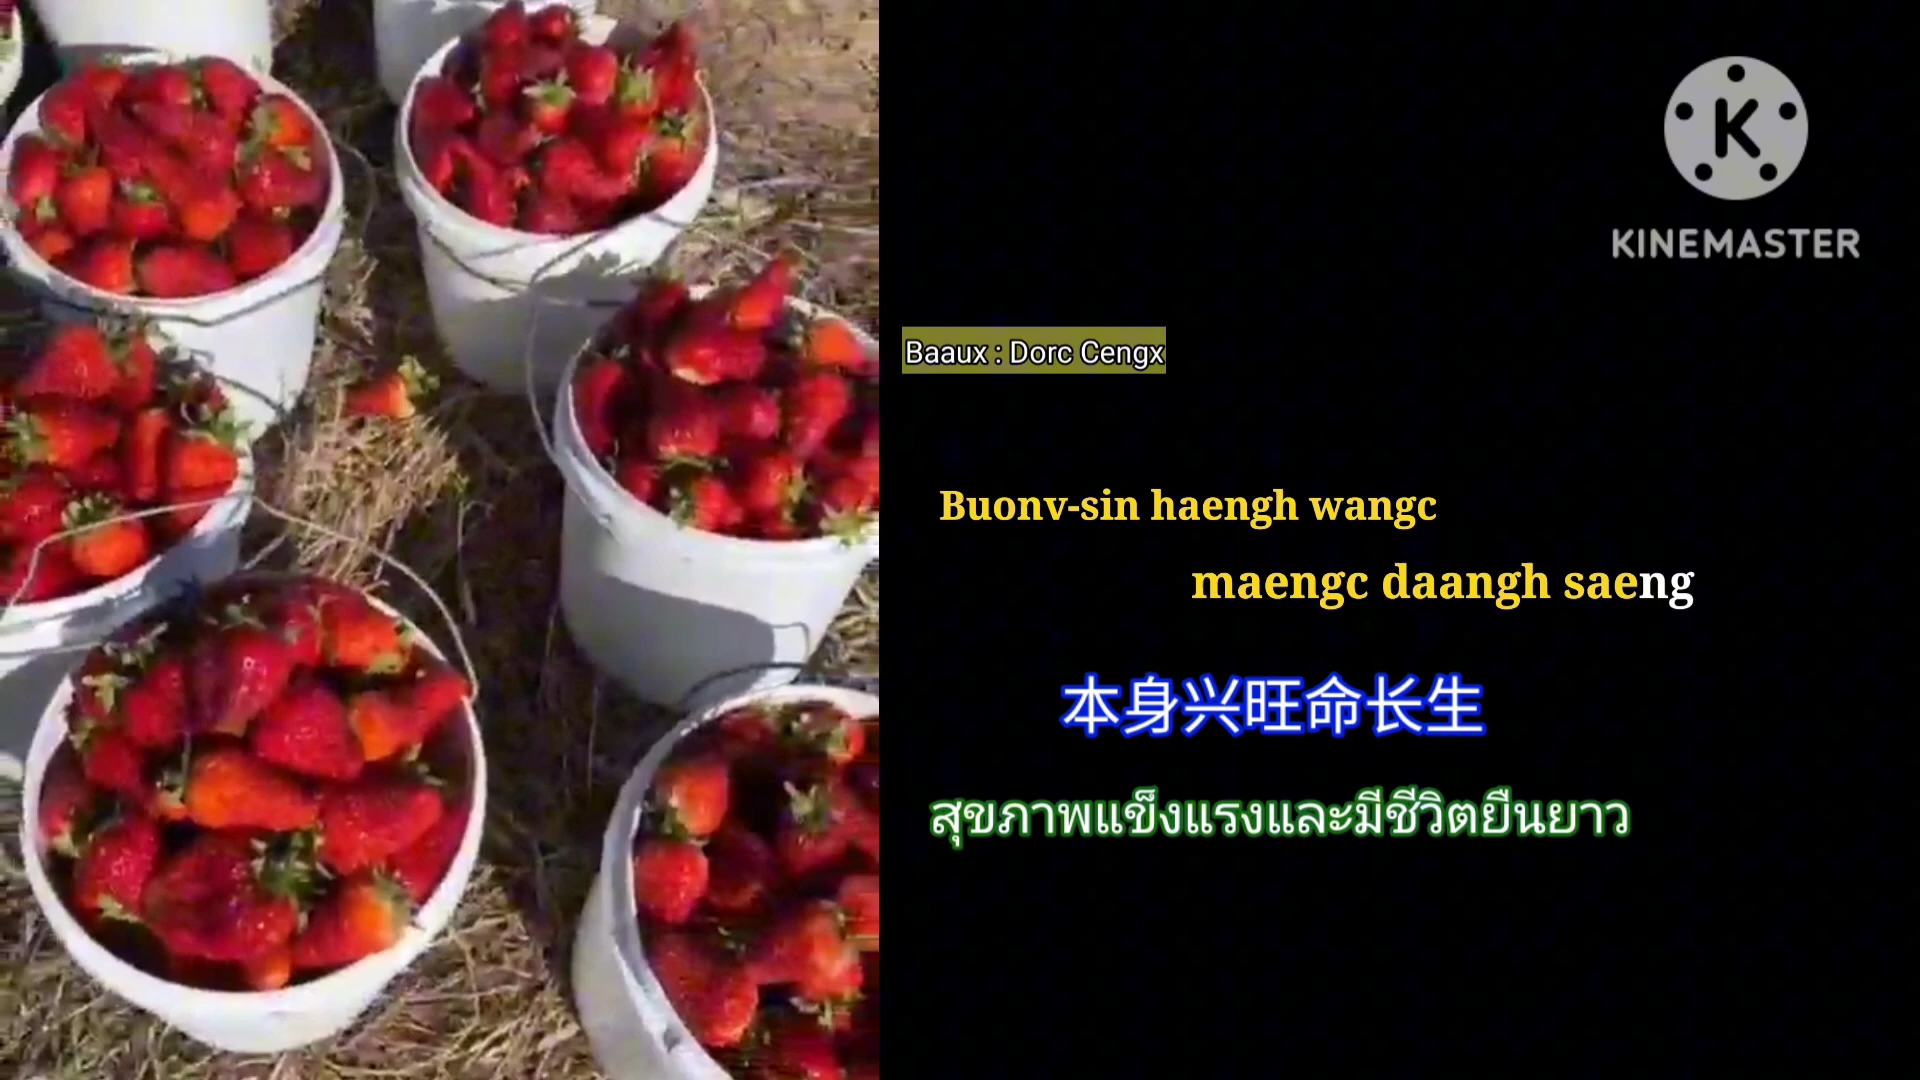 KINEMASTER
Baaux : Dorc Cengx
Buonv-sin haengh wangc
maengc daangh saeng
本身兴旺命长生
สุขภาพแข็งแรงและมีชีวิตยืนยาว